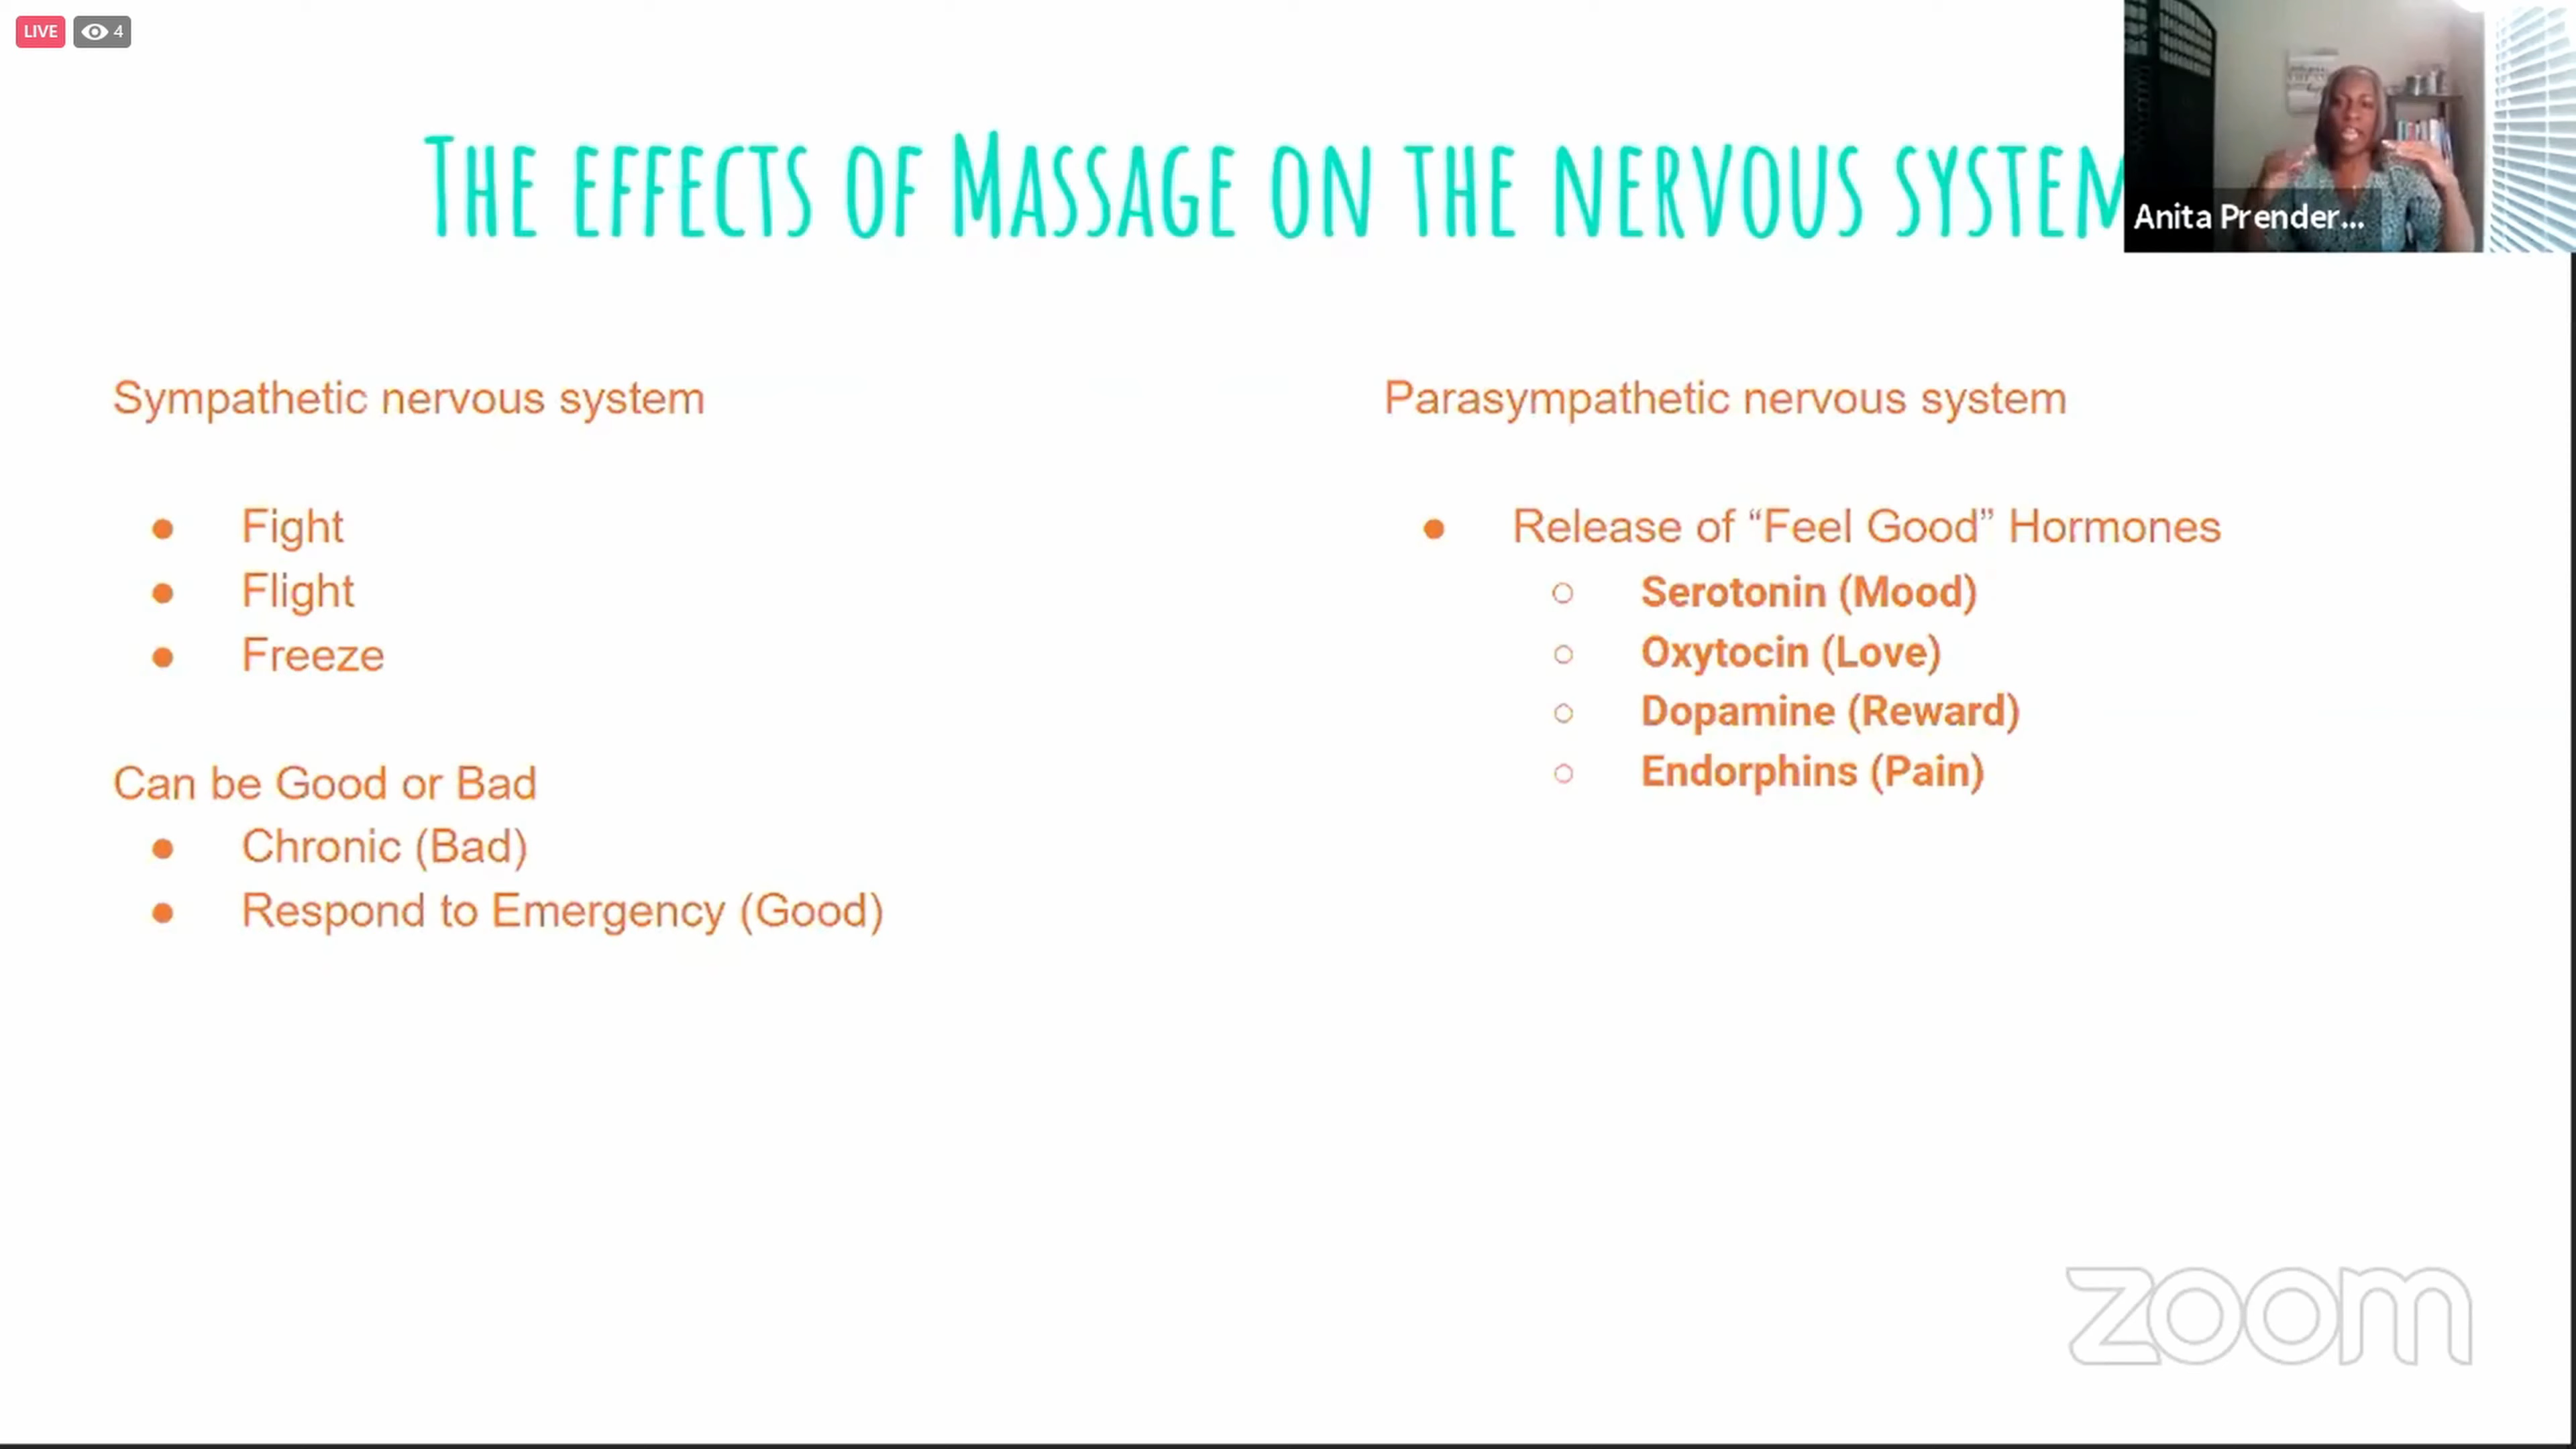 LIVE 4
The effects of Massage on the nervous system
Anita Prender...
Sympathetic nervous system
● Fight
● Flight
● Freeze
Can be Good or Bad
● Chronic (Bad)
● Respond to Emergency (Good)
Parasympathetic nervous system
● Release of “Feel Good” Hormones
○ Serotonin (Mood)
○ Oxytocin (Love)
○ Dopamine (Reward)
○ Endorphins (Pain)
zoom